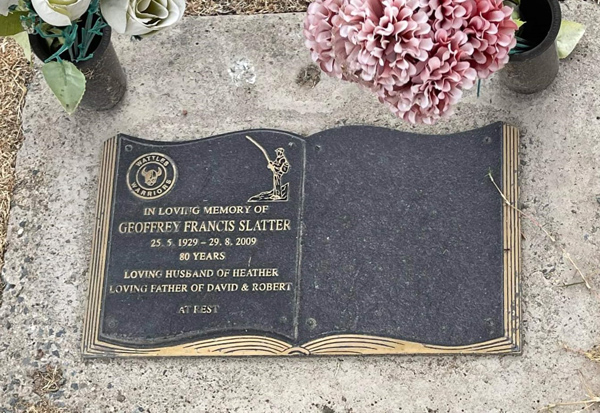 WATTLES
WARRIORS
IN LOVING MEMORY OF
GEOFFREY FRANCIS SLATTER
25. 5. 1929 – 29. 8. 2009
80 YEARS
LOVING HUSBAND OF HEATHER
LOVING FATHER OF DAVID & ROBERT
AT REST